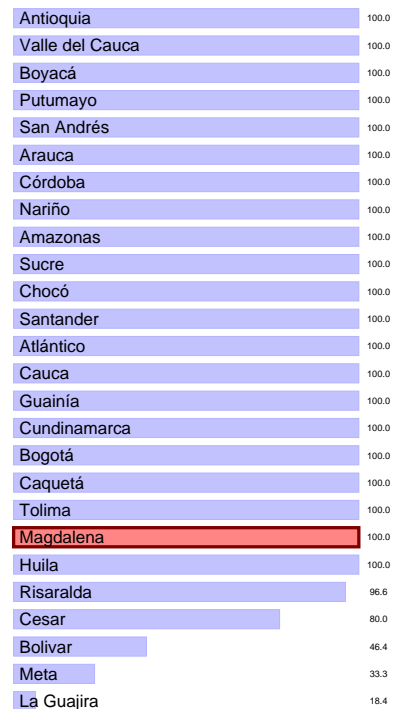 Antioquia 100.0
Valle del Cauca 100.0
Boyacá 100.0
Putumayo 100.0
San Andrés 100.0
Arauca 100.0
Córdoba 100.0
Nariño 100.0
Amazonas 100.0
Sucre 100.0
Chocó 100.0
Santander 100.0
Atlántico 100.0
Cauca 100.0
Guainía 100.0
Cundinamarca 100.0
Bogotá 100.0
Caquetá 100.0
Tolima 100.0
Magdalena 100.0
Huila 100.0
Risaralda 96.6
Cesar 80.0
Bolivar 46.4
Meta 33.3
La Guajira 18.4